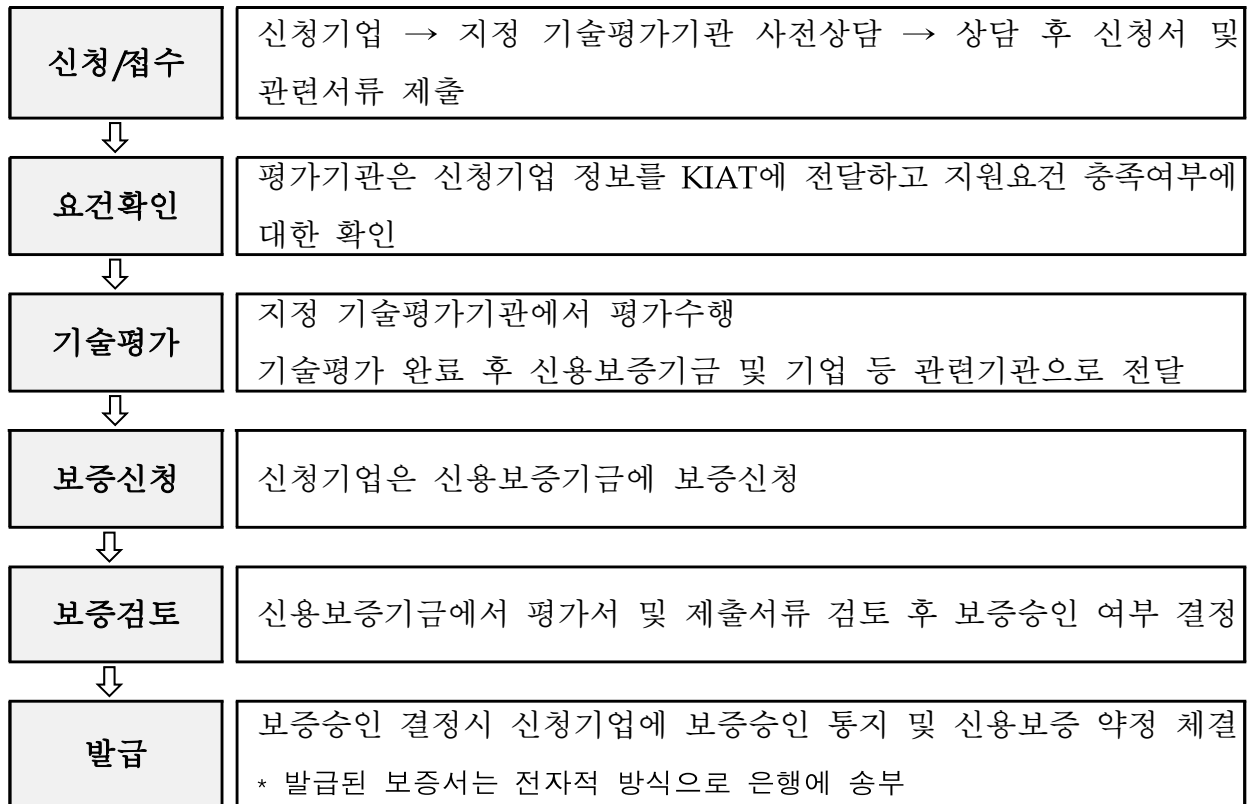 신청/접수
신청기업 → 지정 기술평가기관 사전상담 → 상담 후 신청서 및
관련서류 제출
⇩
요건확인
평가기관은 신청기업 정보를 KIAT에 전달하고 지원요건 충족여부에
대한 확인
⇩
기술평가
지정 기술평가기관에서 평가수행
기술평가 완료 후 신용보증기금 및 기업 등 관련기관으로 전달
⇩
보증신청
신청기업은 신용보증기금에 보증신청
⇩
보증검토
신용보증기금에서 평가서 및 제출서류 검토 후 보증승인 여부 결정
⇩
발급
보증승인 결정시 신청기업에 보증승인 통지 및 신용보증 약정 체결
* 발급된 보증서는 전자적 방식으로 은행에 송부